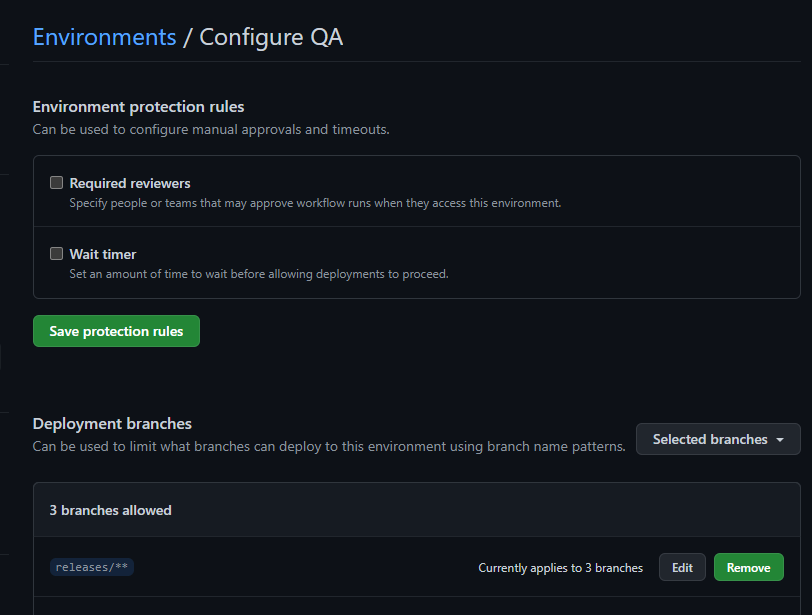 Environments / Configure QA
Environment protection rules
Can be used to configure manual approvals and timeouts.
Required reviewers
Specify people or teams that may approve workflow runs when they access this environment.
Wait timer
Set an amount of time to wait before allowing deployments to proceed.
Save protection rules
Deployment branches
Can be used to limit what branches can deploy to this environment using branch name patterns.
Selected branches
3 branches allowed
releases/** Currently applies to 3 branches Edit Remove